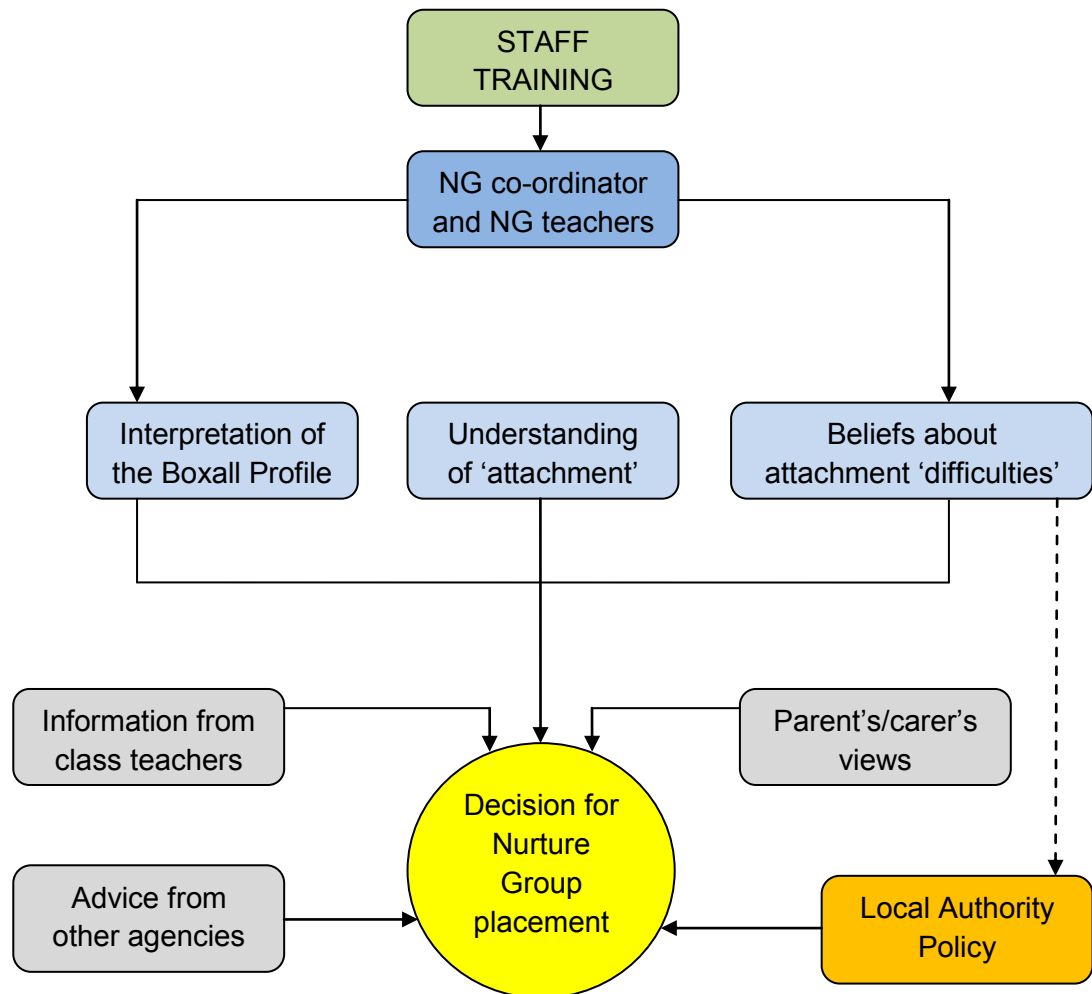 STAFF
TRAINING
NG co-ordinator
and NG teachers
Interpretation of
the Boxall Profile
Understanding
of ‘attachment’
Beliefs about
attachment ‘difficulties’
Information from
class teachers
Parent’s/carer’s
views
Decision for
Nurture
Group
placement
Advice from
other agencies
Local Authority
Policy